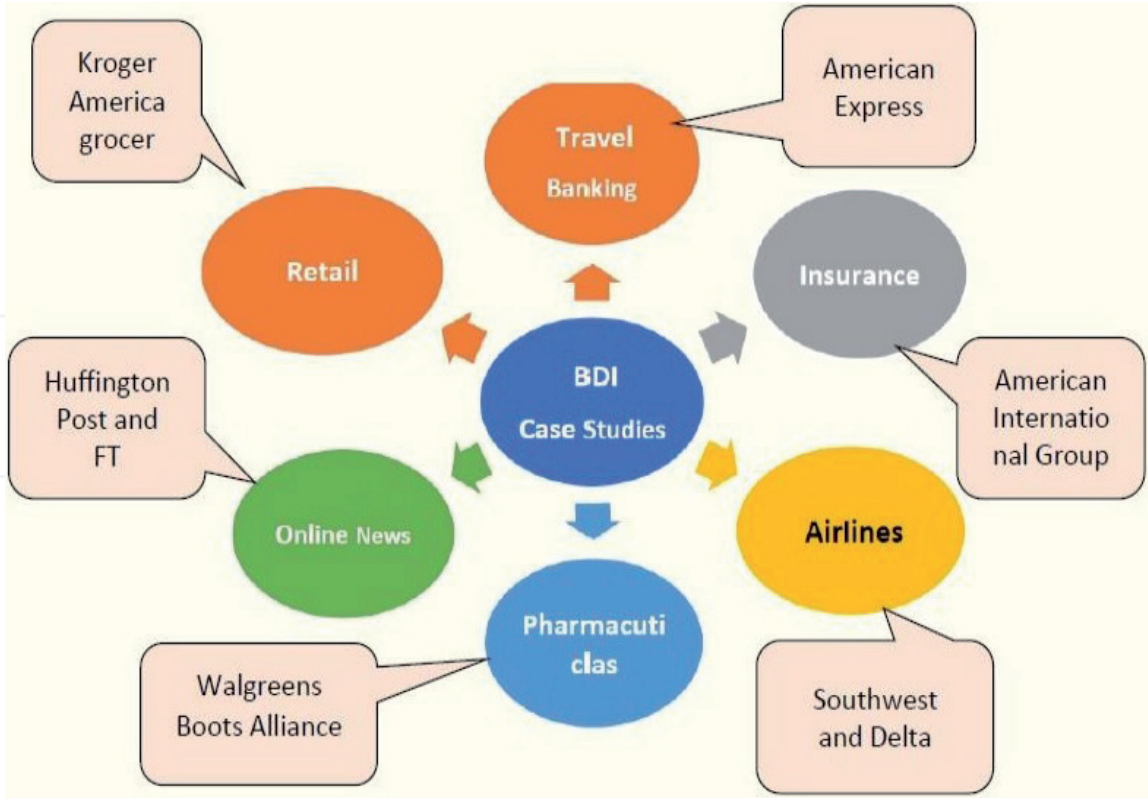 Kroger
America
grocer
Travel
Banking
American
Express
Retail
Insurance
BDI
Case Studies
Huffington
Post and
FT
American
Internatio
nal Group
Online News
Airlines
Pharmacuti
clas
Walgreens
Boots Alliance
Southwest
and Delta